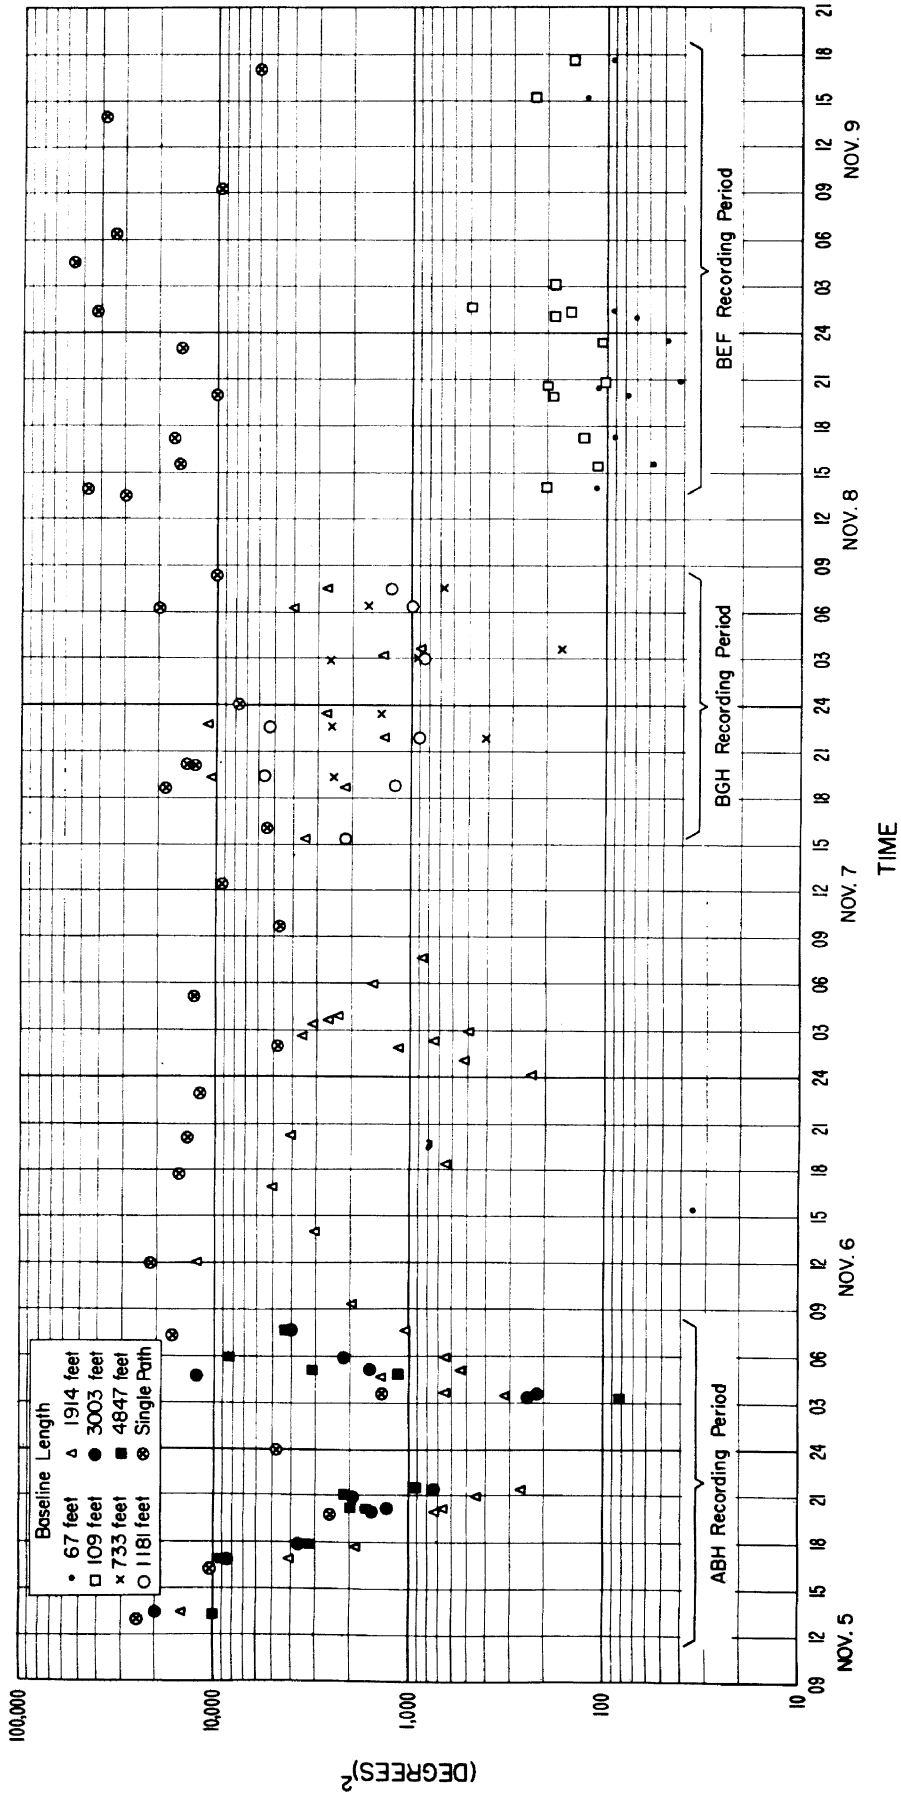 100,000
10,000
1,000
100
10
(DEGREES)²
Baseline Length
• 67 feet △ 1914 feet
□ 109 feet ● 3003 feet
× 733 feet ■ 4847 feet
○ 1181 feet ⊗ Single Path
ABH Recording Period
BGH Recording Period
BEF Recording Period
09 12 15 18 21 24 03 06 09 12 15 18 21 24 03 06 09 12 15 18 21 24 03 06 09 12 15 18 21 24 03 06 09 12 15 18 21
NOV. 5 NOV. 6 NOV. 7 NOV. 8 NOV. 9
TIME